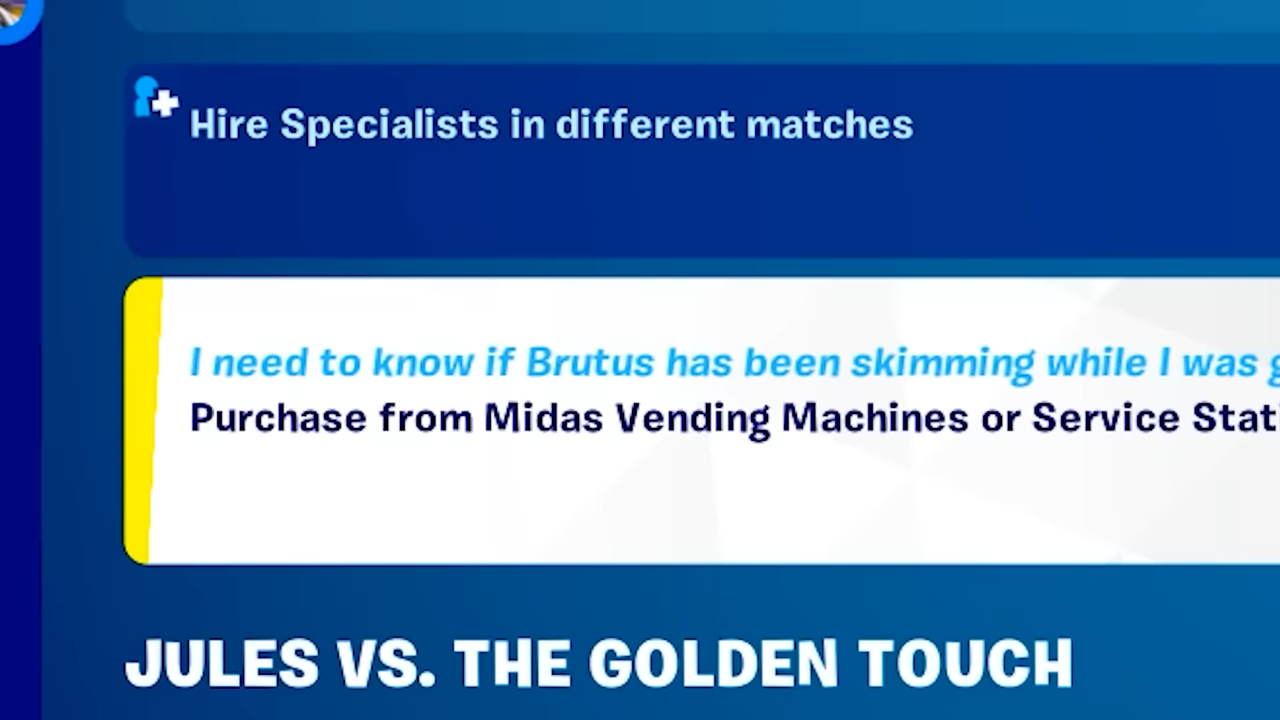 Hire Specialists in different matches
I need to know if Brutus has been skimming while I was
Purchase from Midas Vending Machines or Service
JULES VS. THE GOLDEN TOUCH